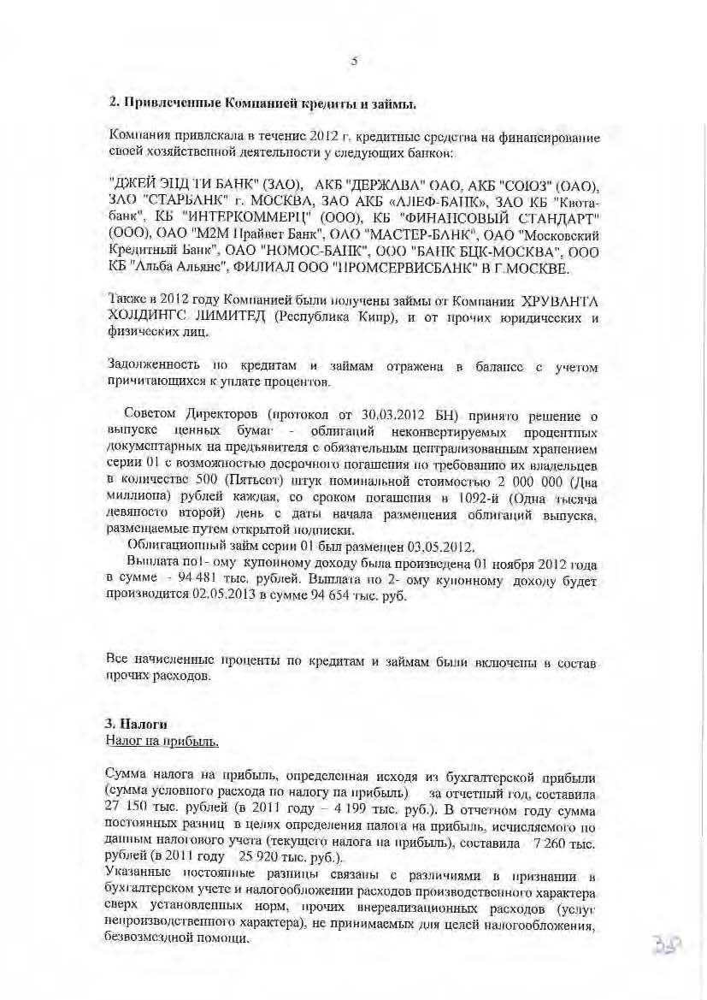 5
2. Привлеченные Компанией кредиты и займы.
Компания привлекала в течение 2012 г. кредитные средства на финансирование
своей хозяйственной деятельности у следующих банков:
"ДЖЕЙ ЭНД ТИ БАНК" (ЗАО), АКБ "ДЕРЖАВА" ОАО, АКБ "СОЮЗ" (ОАО),
ЗАО "СТАРБАНК" г. МОСКВА, ЗАО АКБ «АЛЕФ-БАНК», ЗАО КБ "Квота-
банк", КБ "ИНТЕРКОММЕРЦ" (ООО), КБ "ФИНАНСОВЫЙ СТАНДАРТ"
(ООО), ОАО "М2М Прайвет Банк", ОАО "МАСТЕР-БАНК", ОАО "Московский
Кредитный Банк", ОАО "НОМОС-БАНК", ООО "БАНК БЦК-МОСКВА", ООО
КБ "Альба Альянс", ФИЛИАЛ ООО "ПРОМСЕРВИСБАНК" В Г.МОСКВЕ.
Также в 2012 году Компанией были получены займы от Компании ХРУВАНТА
ХОЛДИНГС ЛИМИТЕД (Республика Кипр), и от прочих юридических и
физических лиц.
Задолженность по кредитам и займам отражена в балансе с учетом
причитающихся к уплате процентов.
Советом Директоров (протокол от 30.03.2012 БН) принято решение о
выпуске ценных бумаг - облигаций неконвертируемых процентных
документарных на предъявителя с обязательным централизованным хранением
серии 01 с возможностью досрочного погашения по требованию их владельцев
в количестве 500 (Пятьсот) штук номинальной стоимостью 2 000 000 (Два
миллиона) рублей каждая, со сроком погашения в 1092-й (Одна тысяча
девяносто второй) день с даты начала размещения облигаций выпуска,
размещаемые путем открытой подписки.
Облигационный займ серии 01 был размещен 03.05.2012.
Выплата по1- ому купонному доходу была произведена 01 ноября 2012 года
в сумме - 94 481 тыс. рублей. Выплата по 2- ому купонному доходу будет
производится 02.05.2013 в сумме 94 654 тыс. руб.
Все начисленные проценты по кредитам и займам были включены в состав
прочих расходов.
3. Налоги
Налог на прибыль.
Сумма налога на прибыль, определенная исходя из бухгалтерской прибыли
(сумма условного расхода по налогу на прибыль) за отчетный год, составила
27 150 тыс. рублей (в 2011 году – 4 199 тыс. руб.). В отчетном году сумма
постоянных разниц в целях определения налога на прибыль, исчисляемого по
данным налогового учета (текущего налога на прибыль), составила 7 260 тыс.
рублей (в 2011 году 25 920 тыс. руб.).
Указанные постоянные разницы связаны с различиями в признании в
бухгалтерском учете и налогообложении расходов производственного характера
сверх установленных норм, прочих внереализационных расходов (услуг
непроизводственного характера), не принимаемых для целей налогообложения,
безвозмездной помощи.